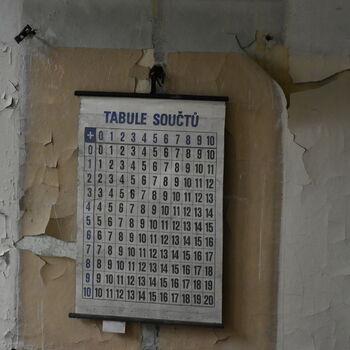 TABULE SOUČTŮ
+ 0 1 2 3 4 5 6 7 8 9 10
0 0 1 2 3 4 5 6 7 8 9 10
1 1 2 3 4 5 6 7 8 9 10 11
2 2 3 4 5 6 7 8 9 10 11 12
3 3 4 5 6 7 8 9 10 11 12 13
4 4 5 6 7 8 9 10 11 12 13 14
5 5 6 7 8 9 10 11 12 13 14 15
6 6 7 8 9 10 11 12 13 14 15 16
7 7 8 9 10 11 12 13 14 15 16 17
8 8 9 10 11 12 13 14 15 16 17 18
9 9 10 11 12 13 14 15 16 17 18 19
10 10 11 12 13 14 15 16 17 18 19 20